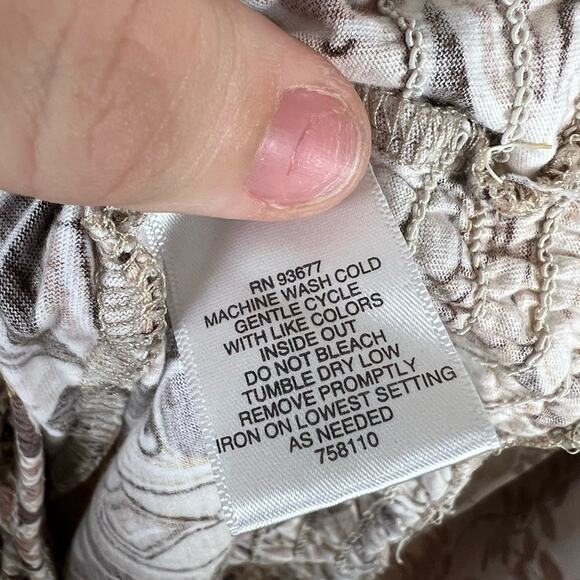 RN 93677
MACHINE WASH COLD
GENTLE CYCLE
WITH LIKE COLORS
INSIDE OUT
DO NOT BLEACH
TUMBLE DRY LOW
REMOVE PROMPTLY
IRON ON LOWEST SETTING
AS NEEDED
758110